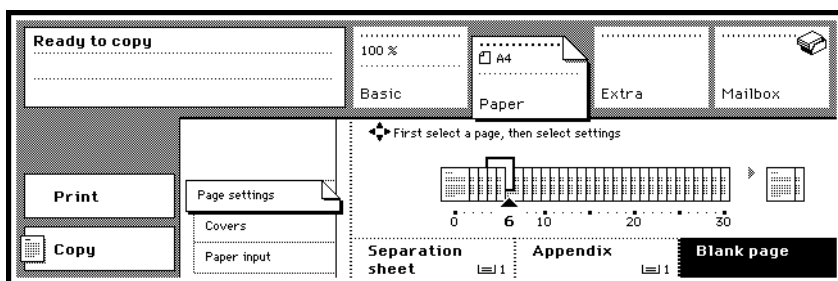 Ready to copy
100 %
Basic
A4
Paper
Extra
Mailbox
First select a page, then select settings
Print
Copy
Page settings
Covers
Paper input
0 6 10 20 30
Separation sheet 1
Appendix 1
Blank page